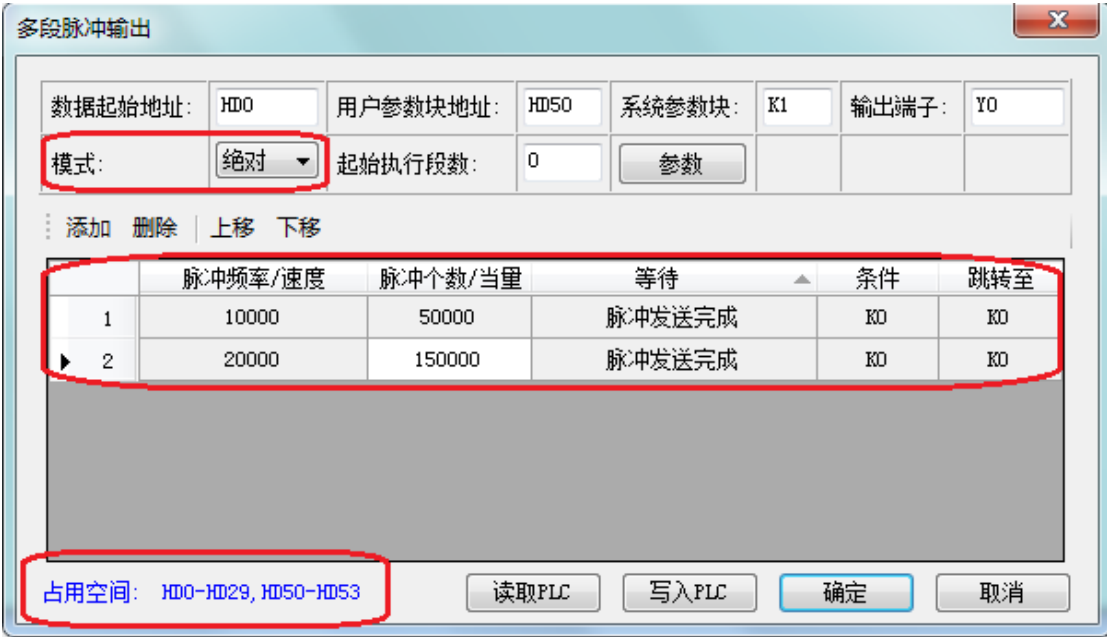 多段脉冲输出
数据起始地址: HD0 用户参数块地址: HD50 系统参数块: K1 输出端子: Y0
模式: 绝对 起始执行段数: 0 参数
添加 删除 上移 下移
脉冲频率/速度 脉冲个数/当量 等待 条件 跳转至
1 10000 50000 脉冲发送完成 K0 K0
2 20000 150000 脉冲发送完成 K0 K0
占用空间: HD0-HD29,HD50-HD53 读取PLC 写入PLC 确定 取消